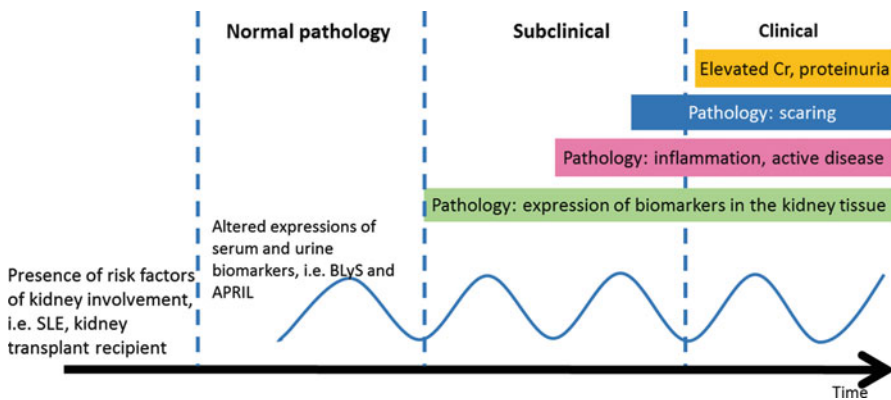 Normal pathology
Subclinical
Clinical
Elevated Cr, proteinuria
Pathology: scaring
Pathology: inflammation, active disease
Pathology: expression of biomarkers in the kidney tissue
Altered expressions of
serum and urine
biomarkers, i.e. BLyS and
APRIL
Presence of risk factors
of kidney involvement,
i.e. SLE, kidney
transplant recipient
Time